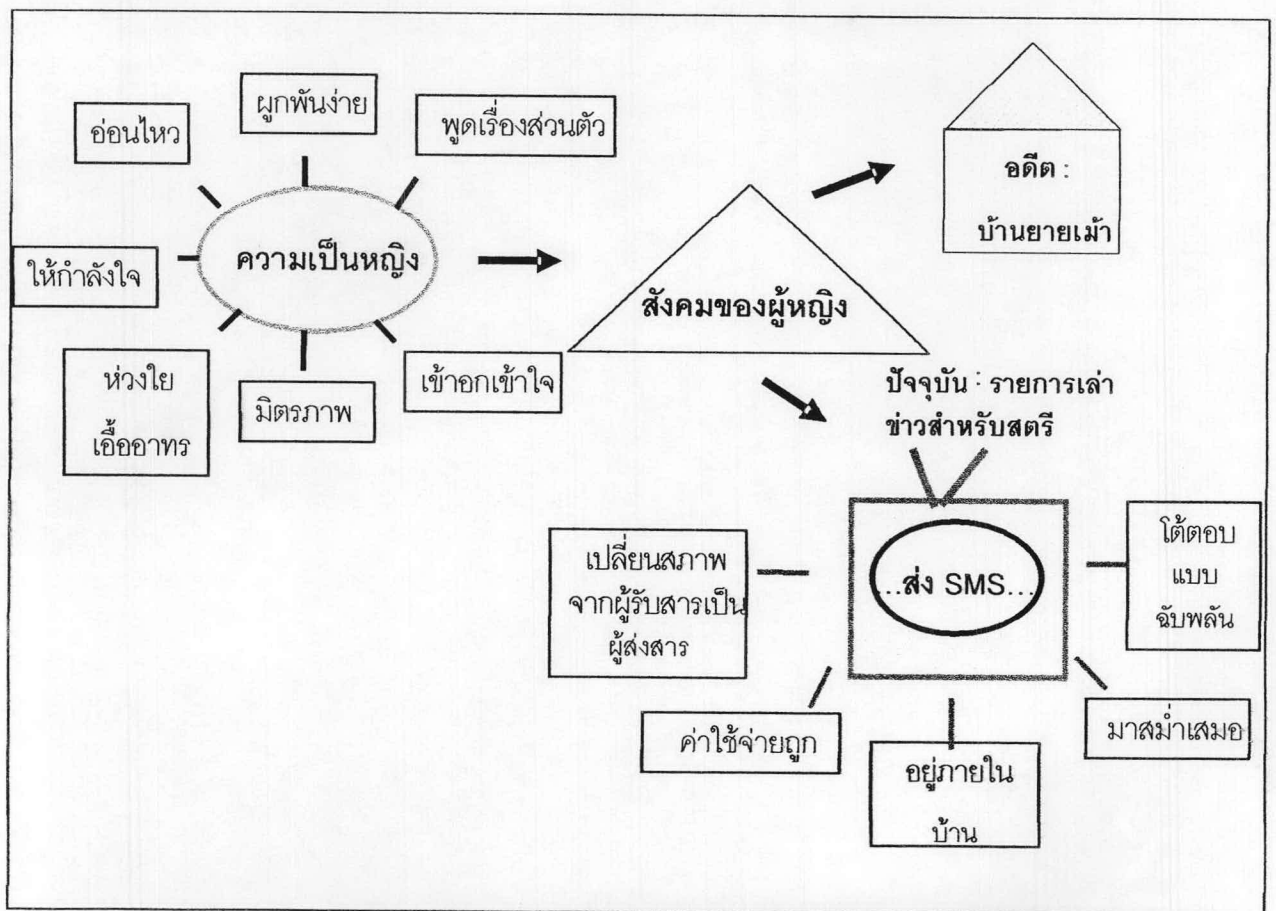 ผูกพันง่าย
อ่อนไหว
พูดเรื่องส่วนตัว
ความเป็นหญิง
ให้กำลังใจ
ห่วงใย
เอื้ออาทร
มิตรภาพ
เข้าอกเข้าใจ
สังคมของผู้หญิง
อดีต :
บ้านยายเม้า
ปัจจุบัน : รายการเล่า
ข่าวสำหรับสตรี
...ส่ง SMS...
เปลี่ยนสภาพ
จากผู้รับสารเป็น
ผู้ส่งสาร
โต้ตอบ
แบบ
ฉับพลัน
ค่าใช้จ่ายถูก
อยู่ภายใน
บ้าน
มาสม่ำเสมอ